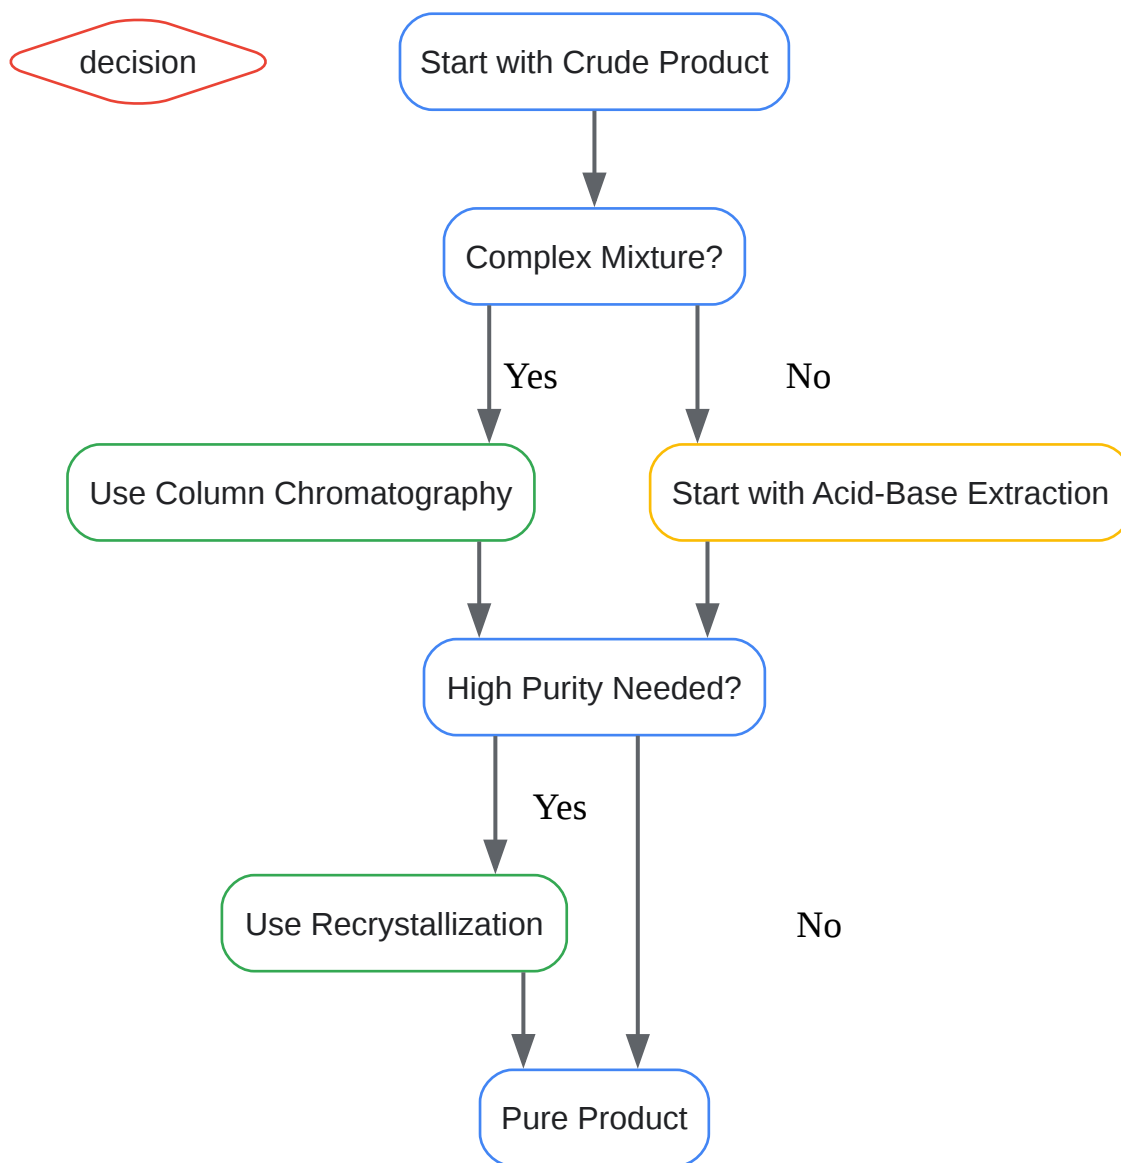 decision
Start with Crude Product
Complex Mixture?
Yes
No
Use Column Chromatography
Start with Acid-Base Extraction
High Purity Needed?
Yes
Use Recrystallization
No
Pure Product